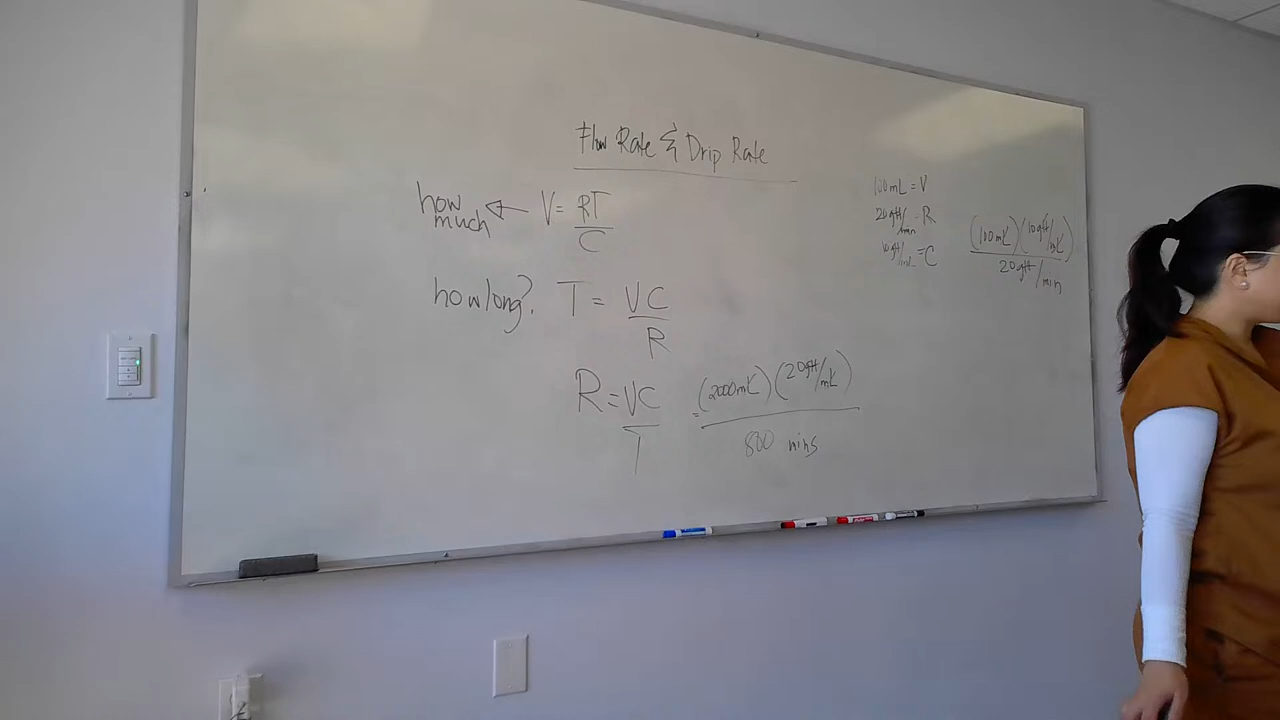 Flow Rate & Drip Rate
how much ← V = RT/C
how long? T = VC/R
R = VC/T = (2000mL)(20gtt/mL)/800 mins
100mL = V
20gtt/min = R
10gtt/mL = C
(100mL)(10gtt/mL)/20gtt/min